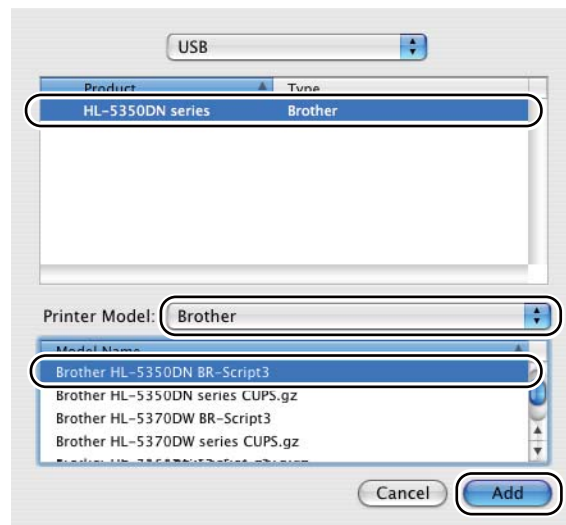 USB
Product Type
HL-5350DN series Brother
Printer Model: Brother
Model Name
Brother HL-5350DN BR-Script3
Brother HL-5350DN series CUPS.gz
Brother HL-5370DW BR-Script3
Brother HL-5370DW series CUPS.gz
Cancel Add